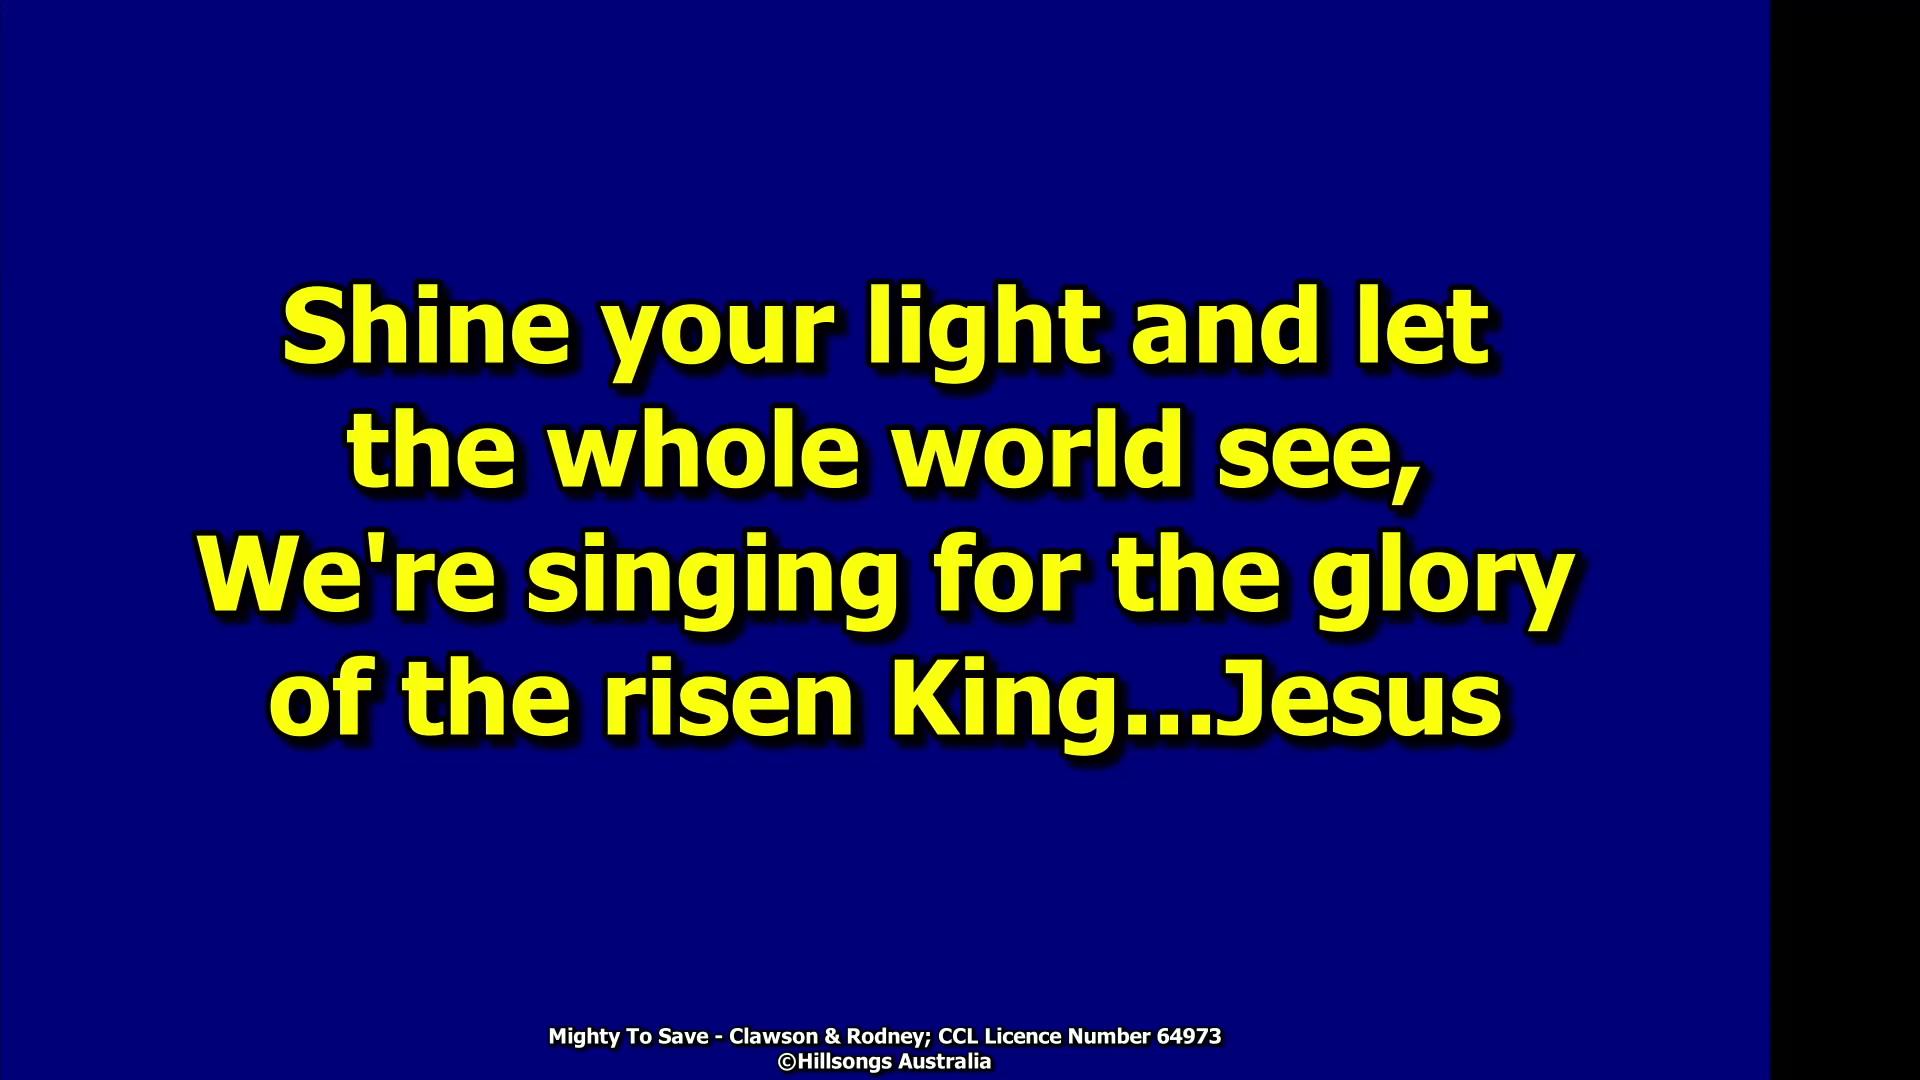 Shine your light and let
the whole world see,
We're singing for the glory
of the risen King...Jesus
Mighty To Save - Clawson & Rodney; CCL Licence Number 64973
©Hillsongs Australia